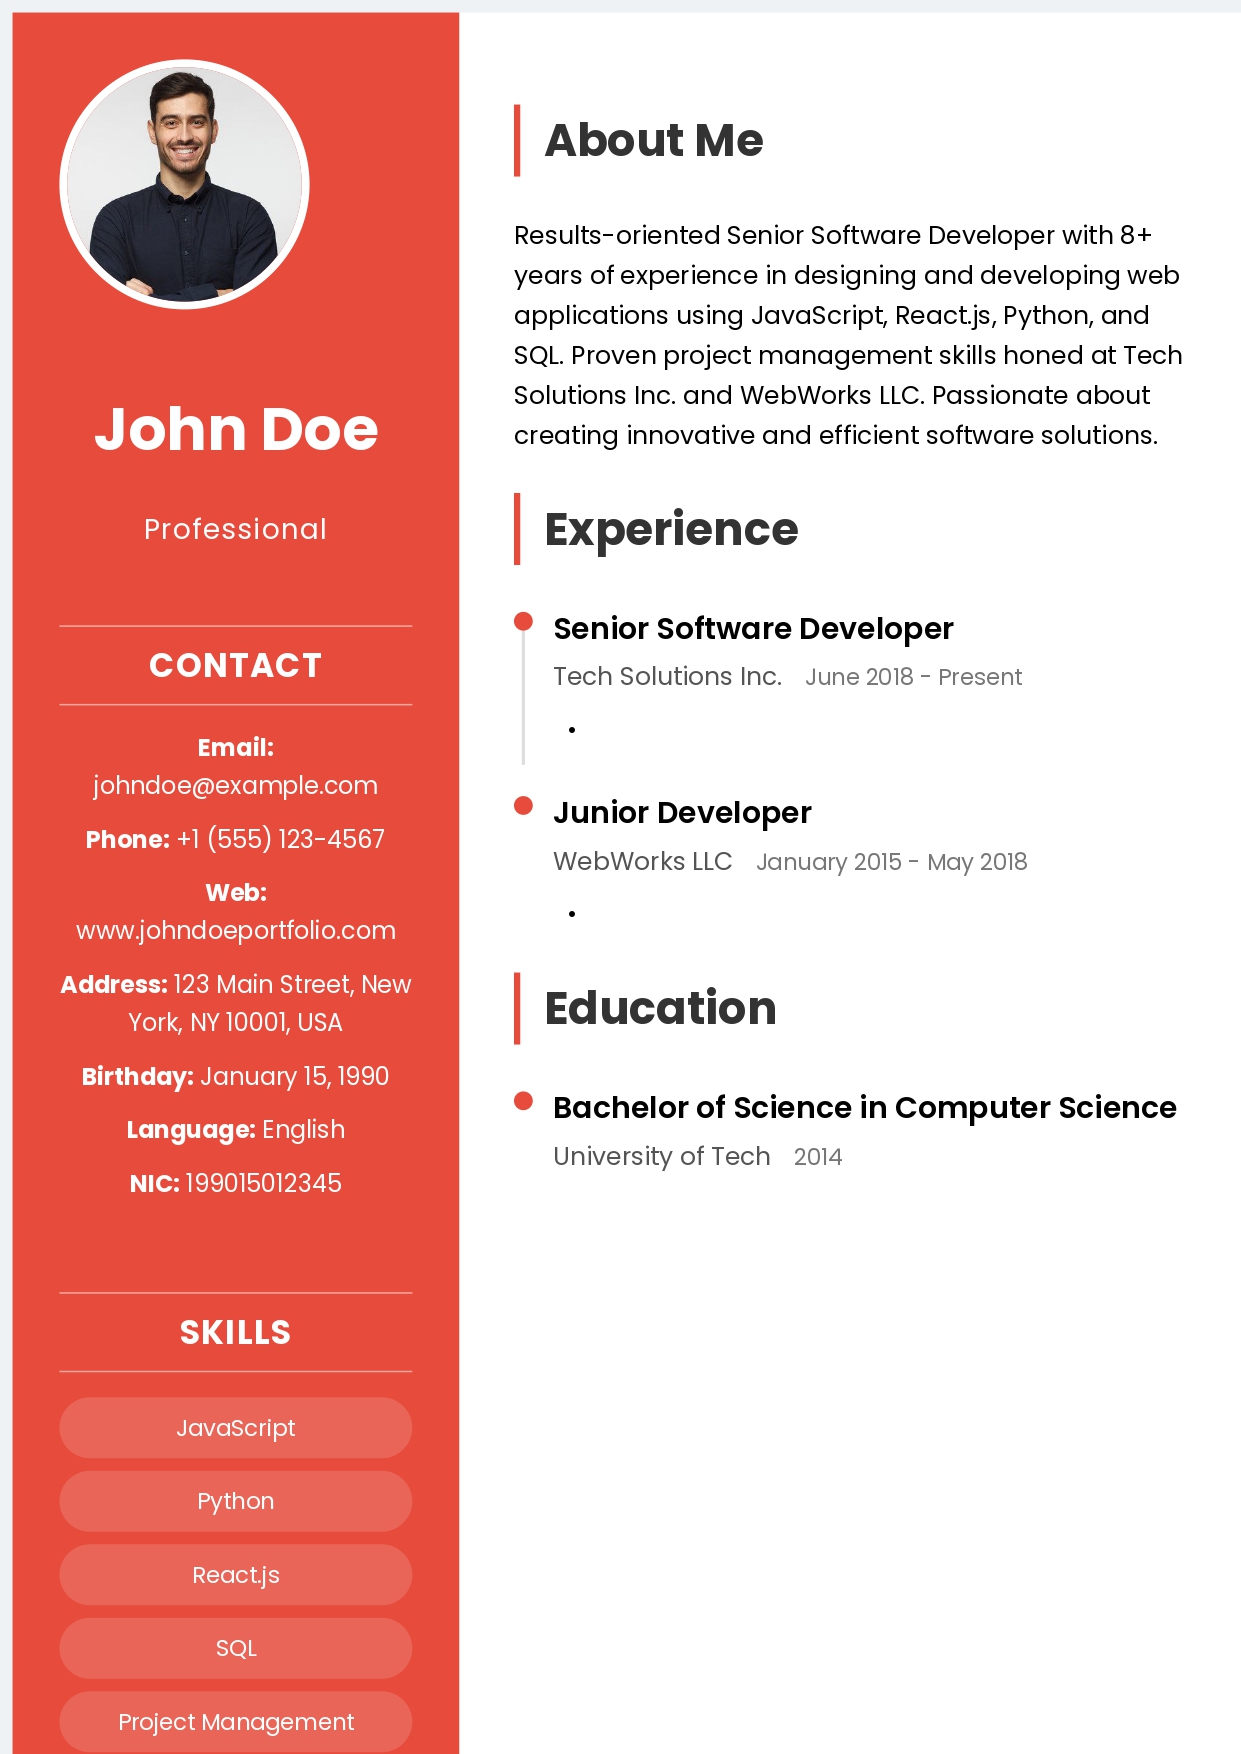 John Doe
Professional
CONTACT
Email:
johndoe@example.com
Phone: +1 (555) 123-4567
Web:
www.johndoeportfolio.com
Address: 123 Main Street, New
York, NY 10001, USA
Birthday: January 15, 1990
Language: English
NIC: 199015012345
SKILLS
JavaScript
Python
React.js
SQL
Project Management
About Me
Results-oriented Senior Software Developer with 8+
years of experience in designing and developing web
applications using JavaScript, React.js, Python, and
SQL. Proven project management skills honed at Tech
Solutions Inc. and WebWorks LLC. Passionate about
creating innovative and efficient software solutions.
Experience
Senior Software Developer
Tech Solutions Inc. June 2018 - Present
•
Junior Developer
WebWorks LLC January 2015 - May 2018
•
Education
Bachelor of Science in Computer Science
University of Tech 2014